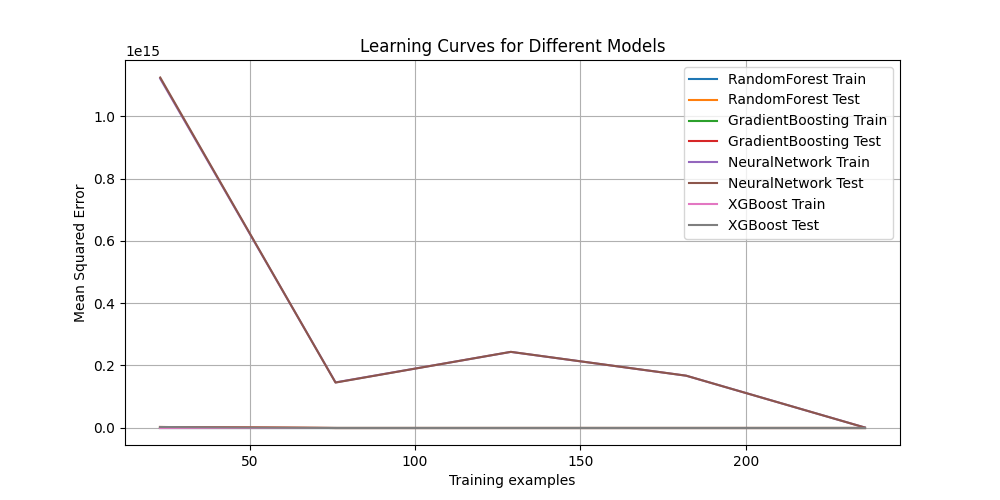 Learning Curves for Different Models
1e15
1.0
0.8
0.6
0.4
0.2
0.0
Mean Squared Error
50
100
150
200
Training examples
RandomForest Train
RandomForest Test
GradientBoosting Train
GradientBoosting Test
NeuralNetwork Train
NeuralNetwork Test
XGBoost Train
XGBoost Test